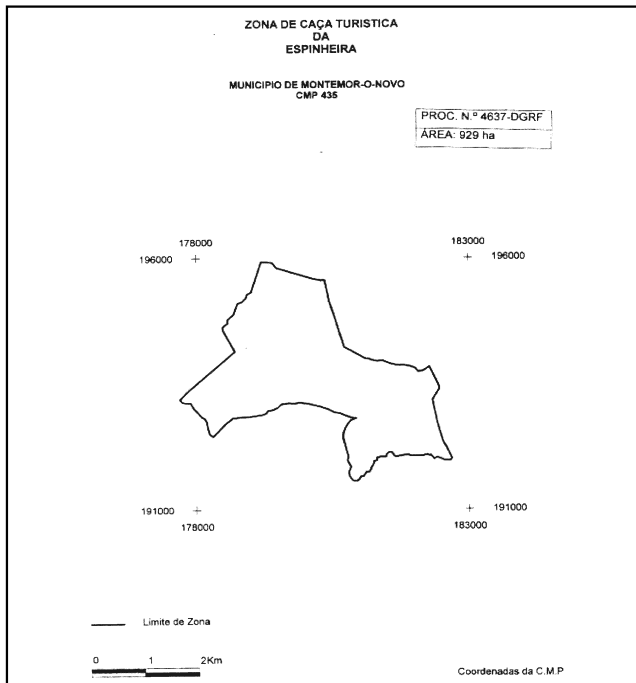 ZONA DE CAÇA TURISTICA
DA
ESPINHEIRA
MUNICIPIO DE MONTEMOR-O-NOVO
CMP 435
PROC. N.º 4637-DGRF
ÁREA: 929 ha
178000
196000
183000
196000
191000
178000
191000
183000
Limite de Zona
0 1 2Km
Coordenadas da C.M.P